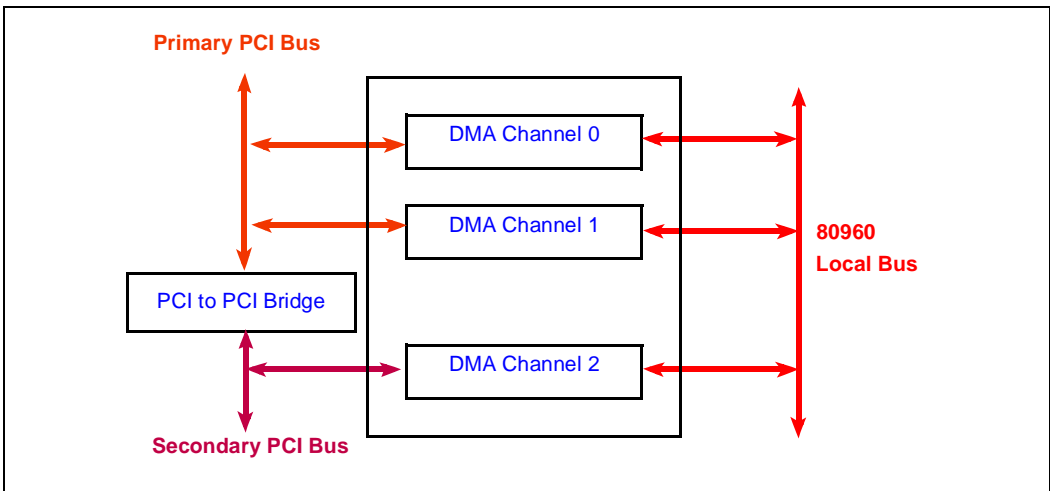 Primary PCI Bus
DMA Channel 0
DMA Channel 1
80960
Local Bus
PCI to PCI Bridge
DMA Channel 2
Secondary PCI Bus